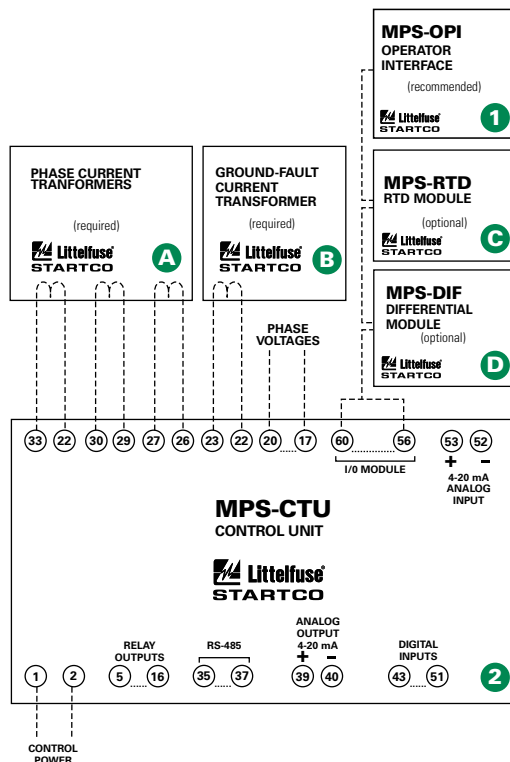 MPS-OPI
OPERATOR
INTERFACE
(recommended)
Littelfuse®
STARTCO
1
PHASE CURRENT
TRANFORMERS
(required)
Littelfuse®
STARTCO
A
GROUND-FAULT
CURRENT
TRANSFORMER
(required)
Littelfuse®
STARTCO
B
MPS-RTD
RTD MODULE
(optional)
Littelfuse®
STARTCO
C
MPS-DIF
DIFFERENTIAL
MODULE
(optional)
Littelfuse®
STARTCO
D
PHASE
VOLTAGES
33 22 30 29 27 26 23 22 20 ...... 17 60 .............. 56 53 52
I/0 MODULE
+ –
4-20 mA
ANALOG
INPUT
MPS-CTU
CONTROL UNIT
Littelfuse®
STARTCO
RELAY
OUTPUTS
RS-485
ANALOG
OUTPUT
4-20 mA
+ –
DIGITAL
INPUTS
1 2 5 ...... 16 35 ...... 37 39 40 43 ...... 51
2
CONTROL
POWER